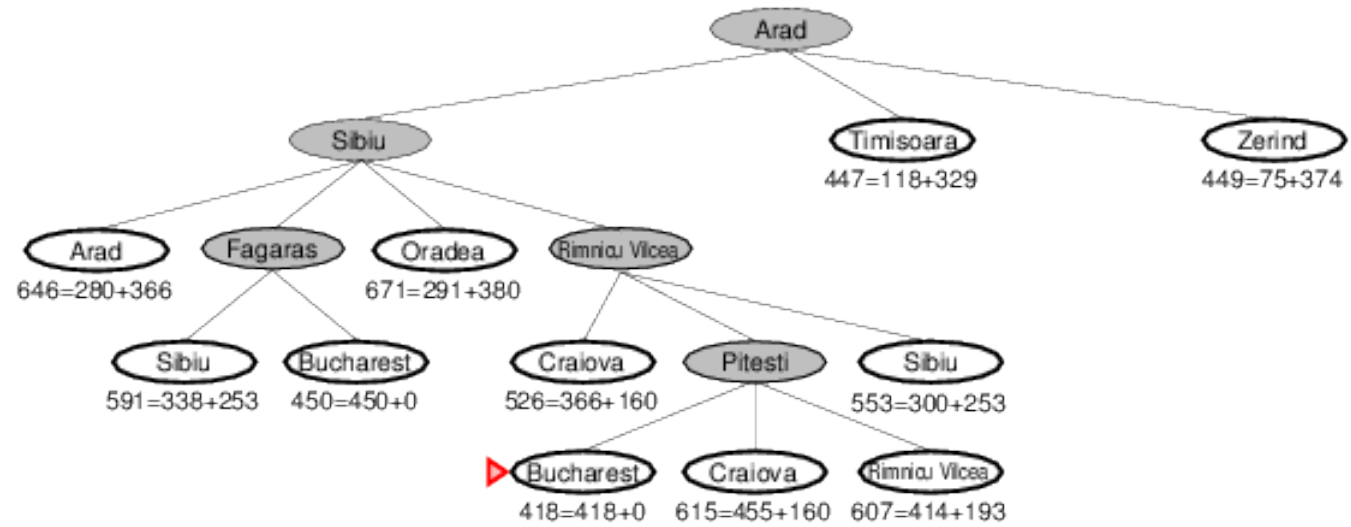 Arad
Sibiu
Timisoara
Zerind
447=118+329
449=75+374
Arad
Fagaras
Oradea
Rimnicu Vilcea
646=280+366
671=291+380
Sibiu
Bucharest
Craiova
Pitesti
Sibiu
591=338+253
450=450+0
526=366+160
553=300+253
Bucharest
Craiova
Rimnicu Vilcea
418=418+0
615=455+160
607=414+193